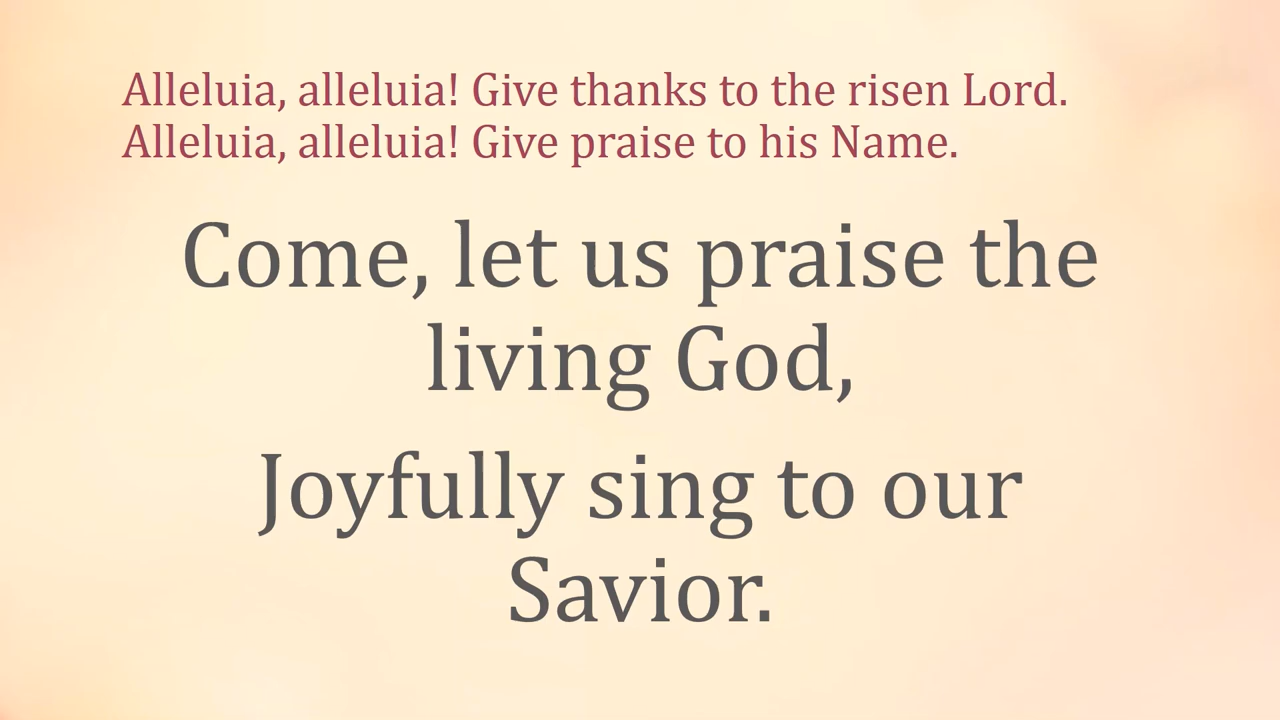 Alleluia, alleluia! Give thanks to the risen Lord.
Alleluia, alleluia! Give praise to his Name.
Come, let us praise the
living God,
Joyfully sing to our
Savior.